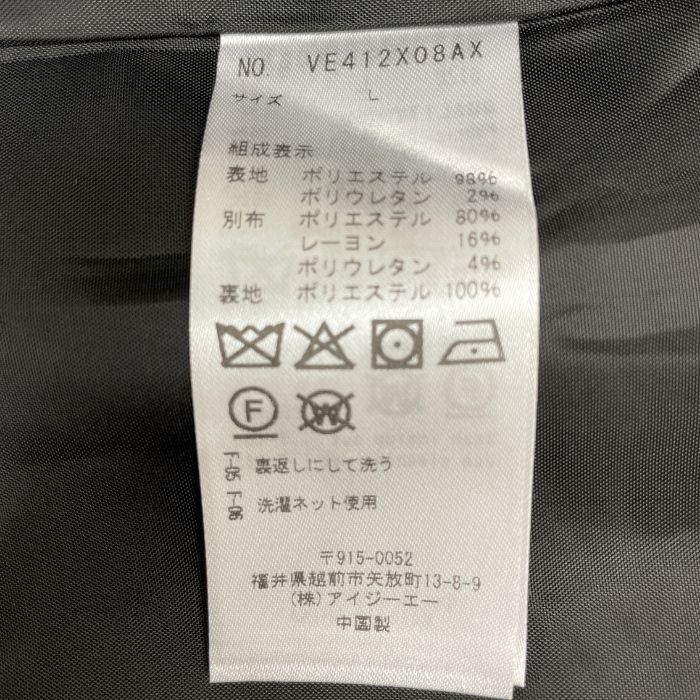 NO. VE412X08AX
サイズ L
組成表示
表地 ポリエステル 98%
ポリウレタン 2%
別布 ポリエステル 80%
レーヨン 16%
ポリウレタン 4%
裏地 ポリエステル 100%
F W
裏返しにして洗う
洗濯ネット使用
〒915-0052
福井県越前市矢放町13-8-9
(株)アイジーエー
中国製